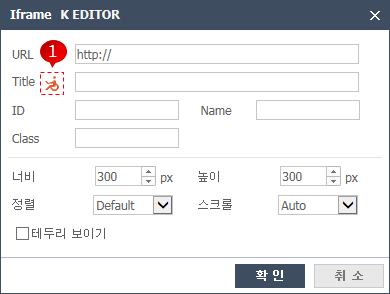 Iframe K EDITOR
1
URL http://
Title
ID Name
Class
너비 300 px 높이 300 px
정렬 Default 스크롤 Auto
테두리 보이기
확 인 취 소